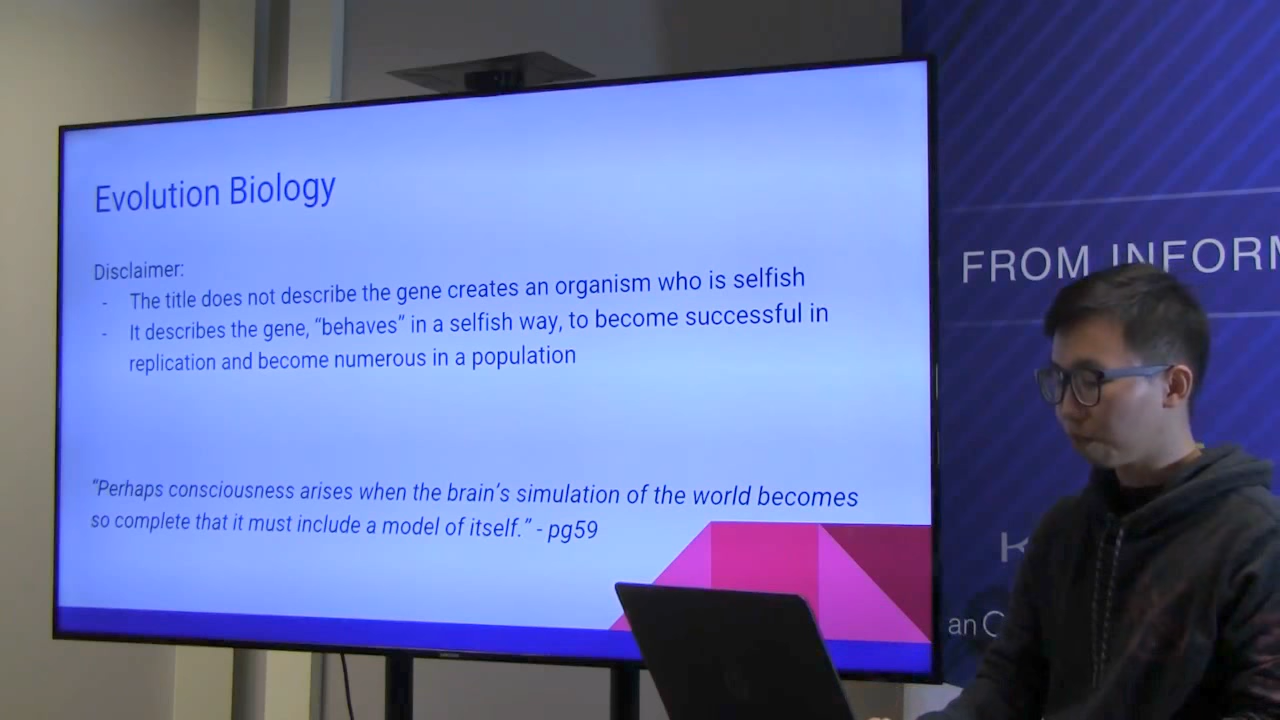 Evolution Biology
Disclaimer:
- The title does not describe the gene creates an organism who is selfish
- It describes the gene, “behaves” in a selfish way, to become successful in
replication and become numerous in a population
“Perhaps consciousness arises when the brain’s simulation of the world becomes
so complete that it must include a model of itself.” - pg59
FROM INFORM
K
an